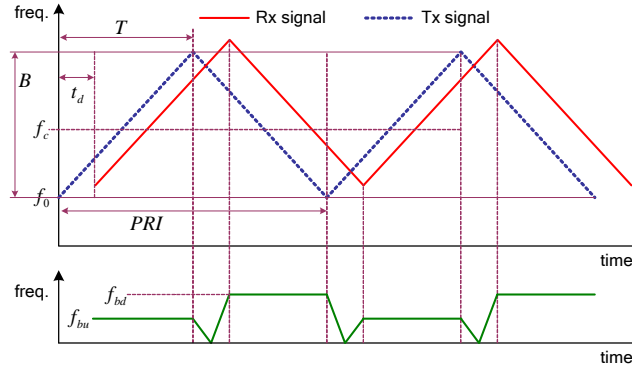 freq.
Rx signal
Tx signal
T
B
t_d
f_c
f_0
PRI
time
freq.
f_bd
f_bu
time